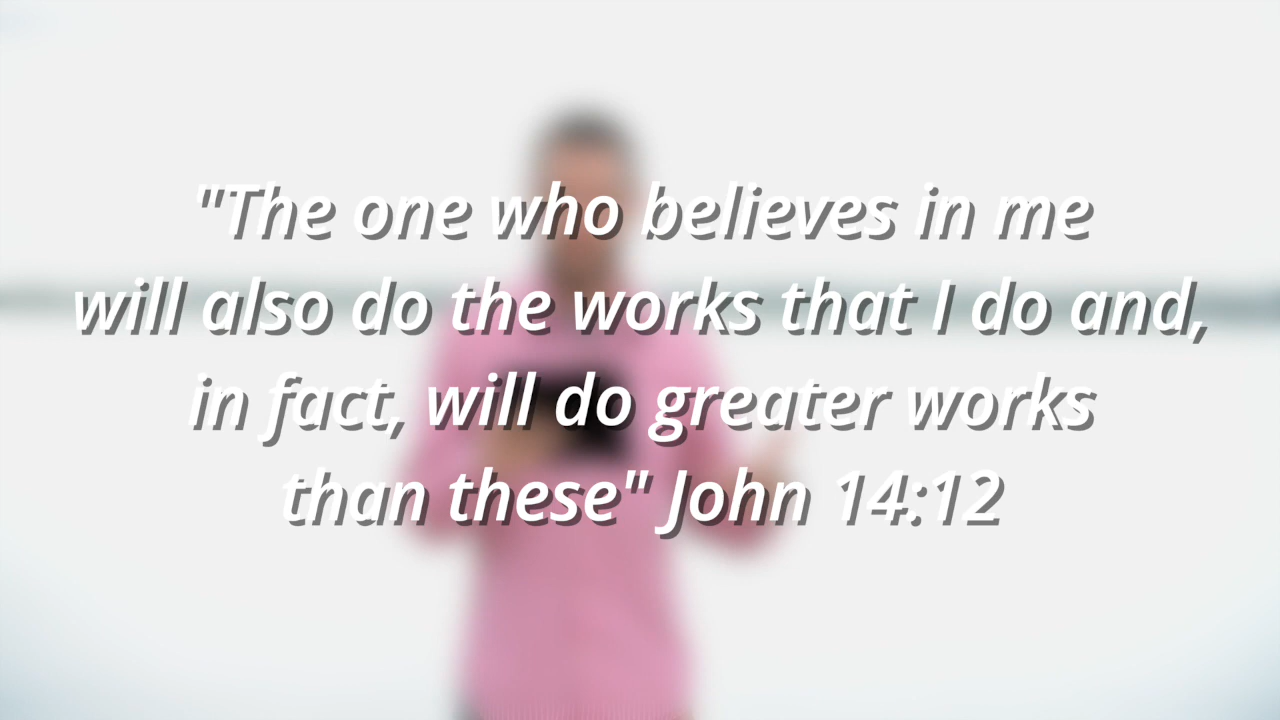 "The one who believes in me
will also do the works that I do and,
in fact, will do greater works
than these" John 14:12